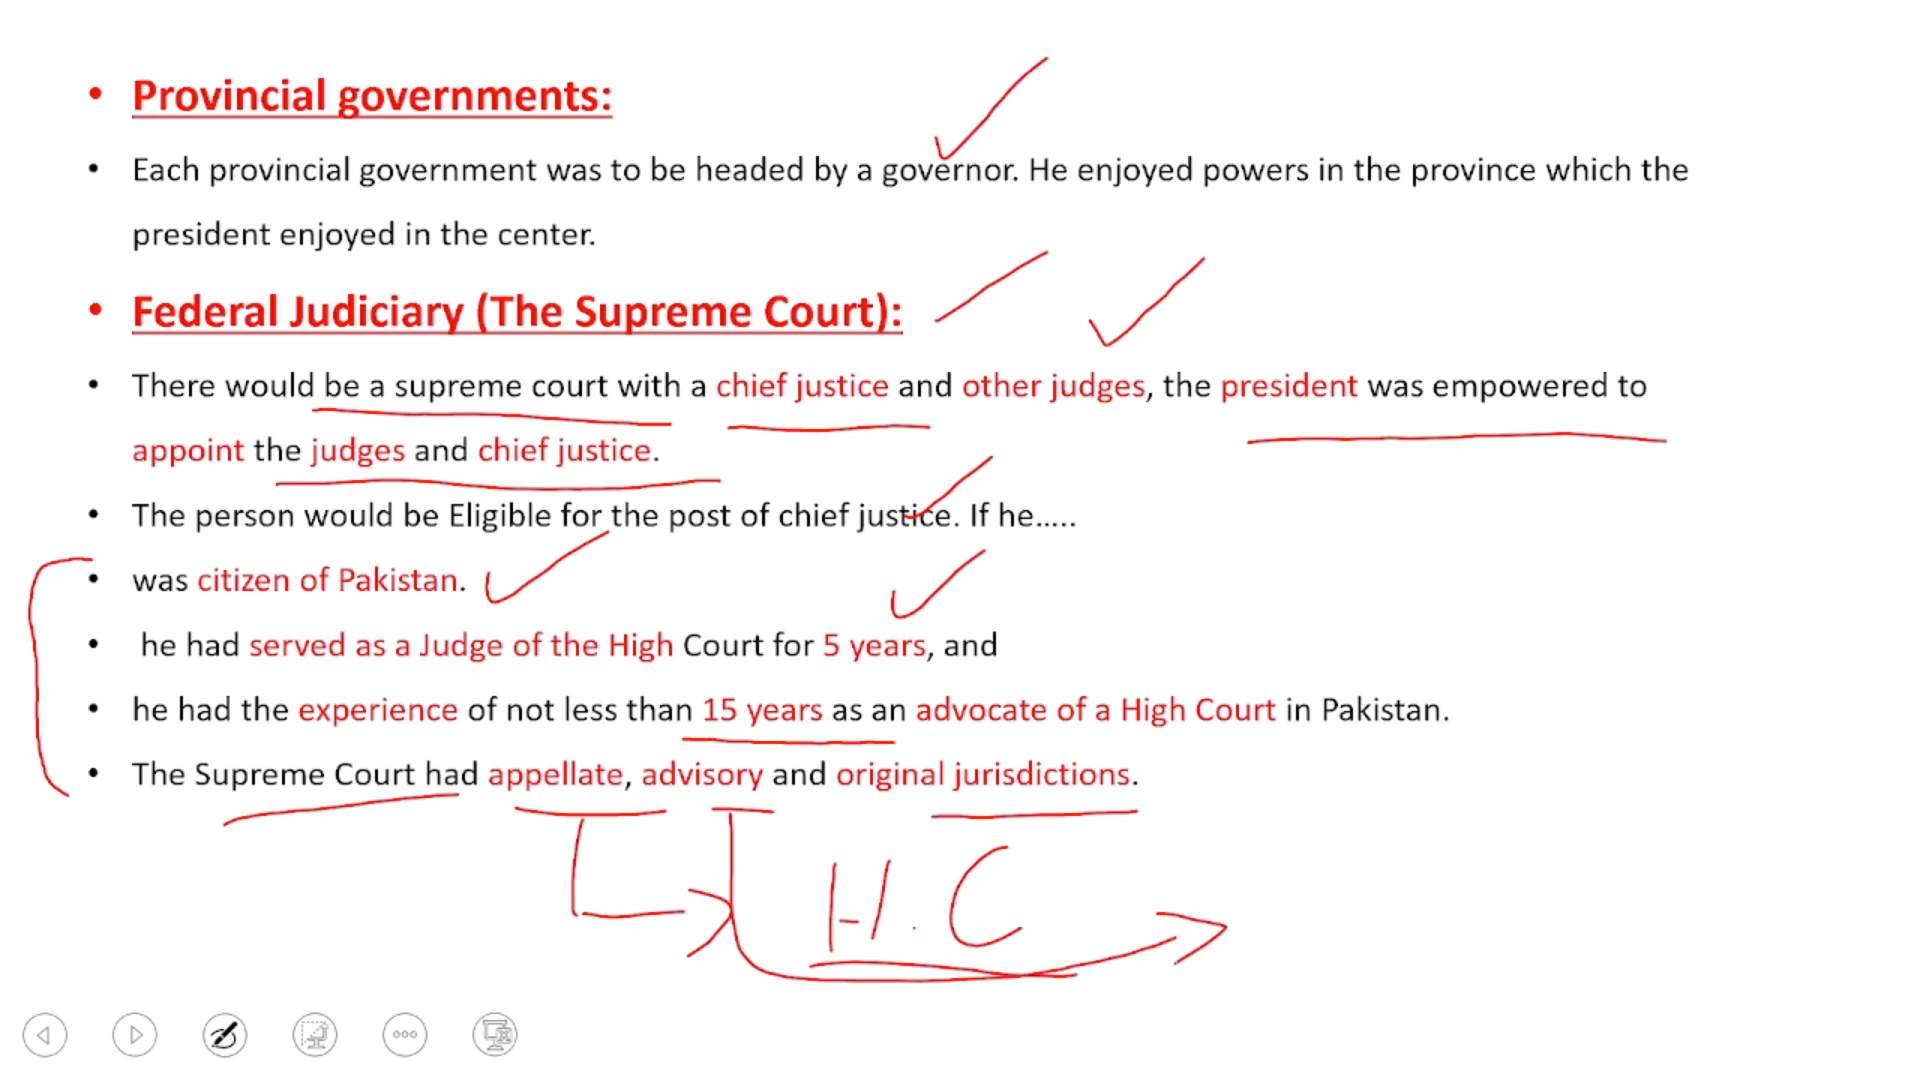 • Provincial governments:
• Each provincial government was to be headed by a governor. He enjoyed powers in the province which the
president enjoyed in the center.
• Federal Judiciary (The Supreme Court):
• There would be a supreme court with a chief justice and other judges, the president was empowered to
appoint the judges and chief justice.
• The person would be Eligible for the post of chief justice. If he…..
• was citizen of Pakistan.
• he had served as a Judge of the High Court for 5 years, and
• he had the experience of not less than 15 years as an advocate of a High Court in Pakistan.
• The Supreme Court had appellate, advisory and original jurisdictions.
H.C